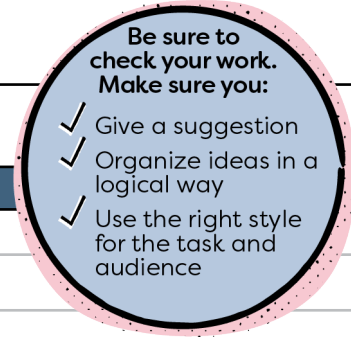 Be sure to
check your work.
Make sure you:
Give a suggestion
Organize ideas in a
logical way
Use the right style
for the task and
audience